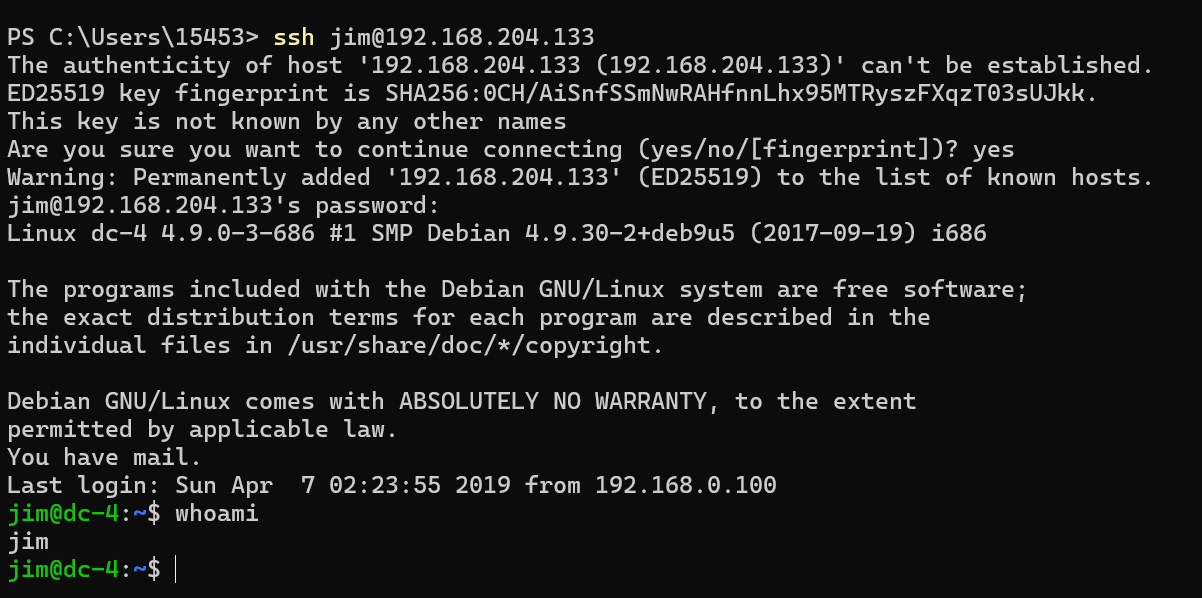 PS C:\Users\15453> ssh jim@192.168.204.133
The authenticity of host '192.168.204.133 (192.168.204.133)' can't be established.
ED25519 key fingerprint is SHA256:0CH/AiSnfSSmNwRAHfnnLhx95MTRyszFXqzT03sUJkk.
This key is not known by any other names
Are you sure you want to continue connecting (yes/no/[fingerprint])? yes
Warning: Permanently added '192.168.204.133' (ED25519) to the list of known hosts.
jim@192.168.204.133's password:
Linux dc-4 4.9.0-3-686 #1 SMP Debian 4.9.30-2+deb9u5 (2017-09-19) i686
The programs included with the Debian GNU/Linux system are free software;
the exact distribution terms for each program are described in the
individual files in /usr/share/doc/*/copyright.
Debian GNU/Linux comes with ABSOLUTELY NO WARRANTY, to the extent
permitted by applicable law.
You have mail.
Last login: Sun Apr  7 02:23:55 2019 from 192.168.0.100
jim@dc-4:~$ whoami
jim
jim@dc-4:~$